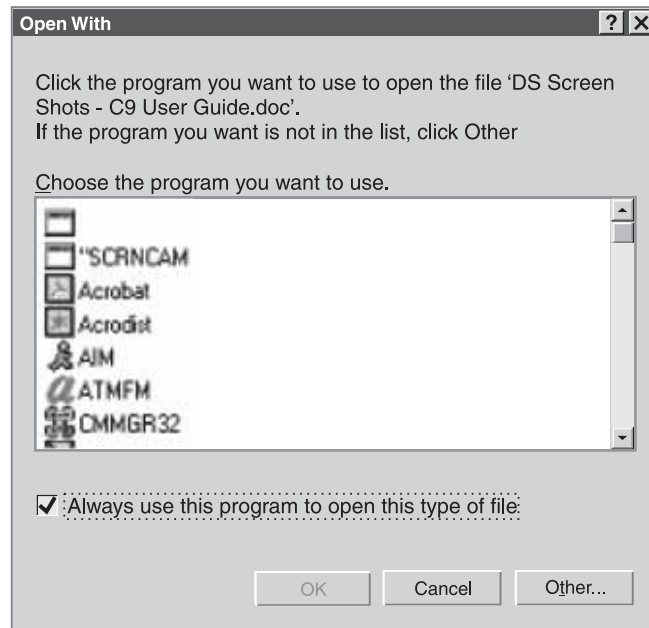 Open With
Click the program you want to use to open the file ‘DS Screen
Shots - C9 User Guide.doc’.
If the program you want is not in the list, click Other
Choose the program you want to use.
"SCRNCAM
Acrobat
Acrodist
AIM
ATMFM
CMMGR32
Always use this program to open this type of file
OK
Cancel
Other...